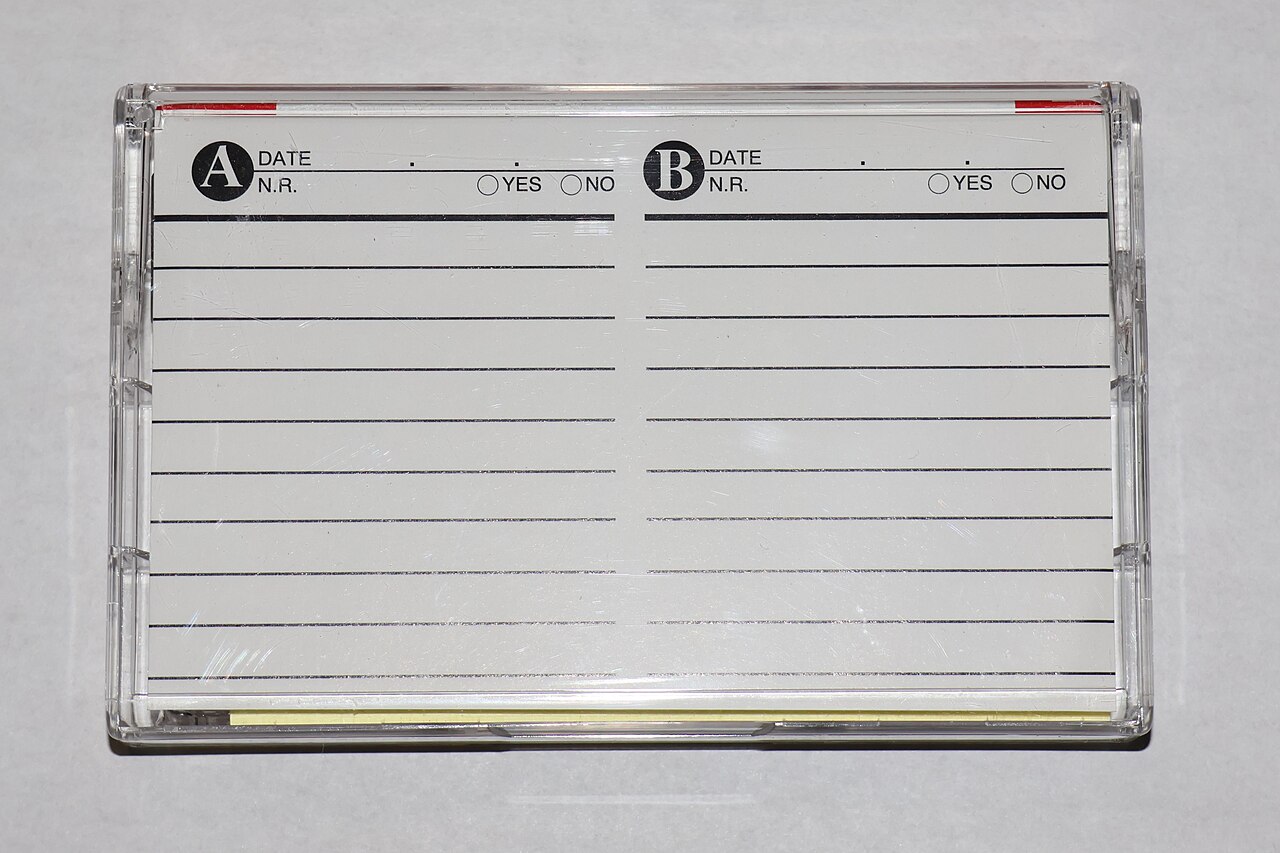 A DATE . .
N.R. YES NO
B DATE . .
N.R. YES NO